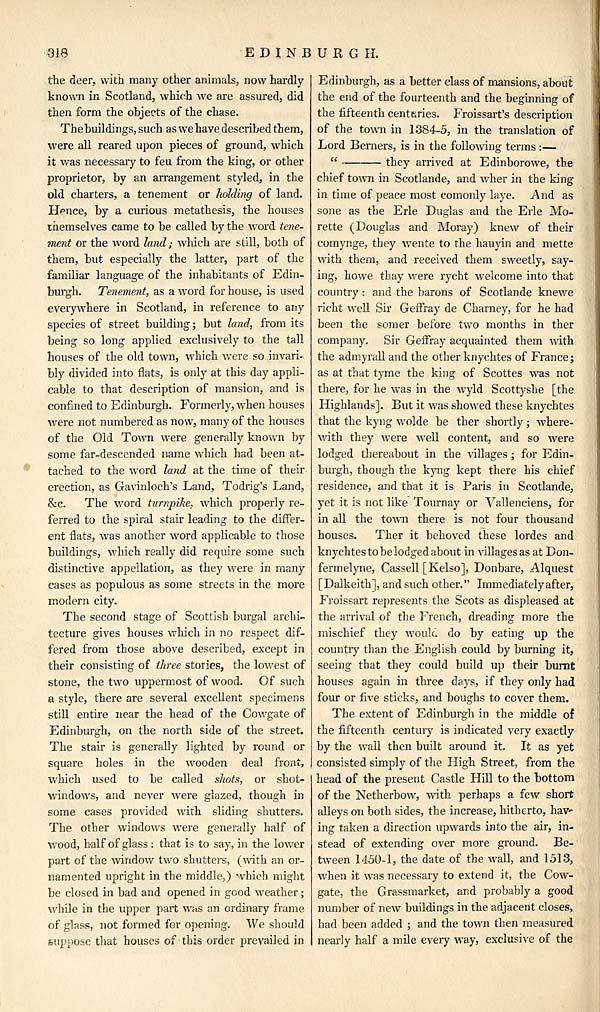 318
EDINBURGH.
the deer, with many other animals, now hardly
known in Scotland, which we are assured, did
then form the objects of the chase.
The buildings, such as we have described them,
were all reared upon pieces of ground, which
it was necessary to feu from the king, or other
proprietor, by an arrangement styled, in the
old charters, a tenement or holding of land.
Hence, by a curious metathesis, the houses
themselves came to be called by the word tene-
ment or the word land; which are still, both of
them, but especially the latter, part of the
familiar language of the inhabitants of Edin-
burgh. Tenement, as a word for house, is used
everywhere in Scotland, in reference to any
species of street building; but land, from its
being so long applied exclusively to the tall
houses of the old town, which were so invari-
bly divided into flats, is only at this day appli-
cable to that description of mansion, and is
confined to Edinburgh. Formerly, when houses
were not numbered as now, many of the houses
of the Old Town were generally known by
some far-descended name which had been at-
tached to the word land at the time of their
erection, as Gavinloch's Land, Todrig's Land,
&c. The word turnpike, which properly re-
ferred to the spiral stair leading to the differ-
ent flats, was another word applicable to those
buildings, which really did require some such
distinctive appellation, as they were in many
cases as populous as some streets in the more
modern city.
The second stage of Scottish burgal archi-
tecture gives houses which in no respect dif-
fered from those above described, except in
their consisting of three stories, the lowest of
stone, the two uppermost of wood. Of such
a style, there are several excellent specimens
still entire near the head of the Cowgate of
Edinburgh, on the north side of the street.
The stair is generally lighted by round or
square holes in the wooden deal front,
which used to be called shots, or shot-
windows, and never were glazed, though in
some cases provided with sliding shutters.
The other windows were generally half of
wood, half of glass: that is to say, in the lower
part of the window two shutters, (with an or-
namented upright in the middle,) which might
be closed in bad and opened in good weather;
while in the upper part was an ordinary frame
of glass, not formed for opening. We should
suppose that houses of this order prevailed in
Edinburgh, as a better class of mansions, about
the end of the fourteenth and the beginning of
the fifteenth centuries. Froissart's description
of the town in 1384-5, in the translation of
Lord Berners, is in the following terms:—
" ——— they arrived at Edinborowe, the
chief town in Scotlande, and wher in the king
in time of peace most comonly laye. And as
sone as the Erle Duglas and the Erle Mo-
rette (Douglas and Moray) knew of their
comynge, they wente to the hauyin and mette
with them, and received them sweetly, say-
ing, howe thay were rycht welcome into that
country: and the barons of Scotlande knewe
richt well Sir Geffray de Charney, for he had
been the somer before two months in ther
company. Sir Geffray acquainted them with
the admyrall and the other knychtes of France;
as at that tyme the king of Scottes was not
there, for he was in the wyld Scottyshe [the
Highlands]. But it was showed these knychtes
that the kyng wolde be ther shortly; where-
with they were well content, and so were
lodged thereabout in the villages; for Edin-
burgh, though the kyng kept there his chief
residence, and that it is Paris in Scotlande,
yet it is not like Tournay or Vallenciens, for
in all the town there is not four thousand
houses. Ther it behoved these lordes and
knychtes to be lodged about in villages as at Don-
fermelyne, Cassell [Kelso], Donbare, Alquest
[Dalkeith], and such other." Immediately after,
Froissart represents the Scots as displeased at
the arrival of the French, dreading more the
mischief they would do by eating up the
country than the English could by burning it,
seeing that they could build up their burnt
houses again in three days, if they only had
four or five sticks, and boughs to cover them.
The extent of Edinburgh in the middle of
the fifteenth century is indicated very exactly
by the wall then built around it. It as yet
consisted simply of the High Street, from the
head of the present Castle Hill to the bottom
of the Netherbow, with perhaps a few short
alleys on both sides, the increase, hitherto, hav-
ing taken a direction upwards into the air, in-
stead of extending over more ground. Be-
tween 1450-1, the date of the wall, and 1513,
when it was necessary to extend it, the Cow-
gate, the Grassmarket, and probably a good
number of new buildings in the adjacent closes,
had been added; and the town then measured
nearly half a mile every way, exclusive of the